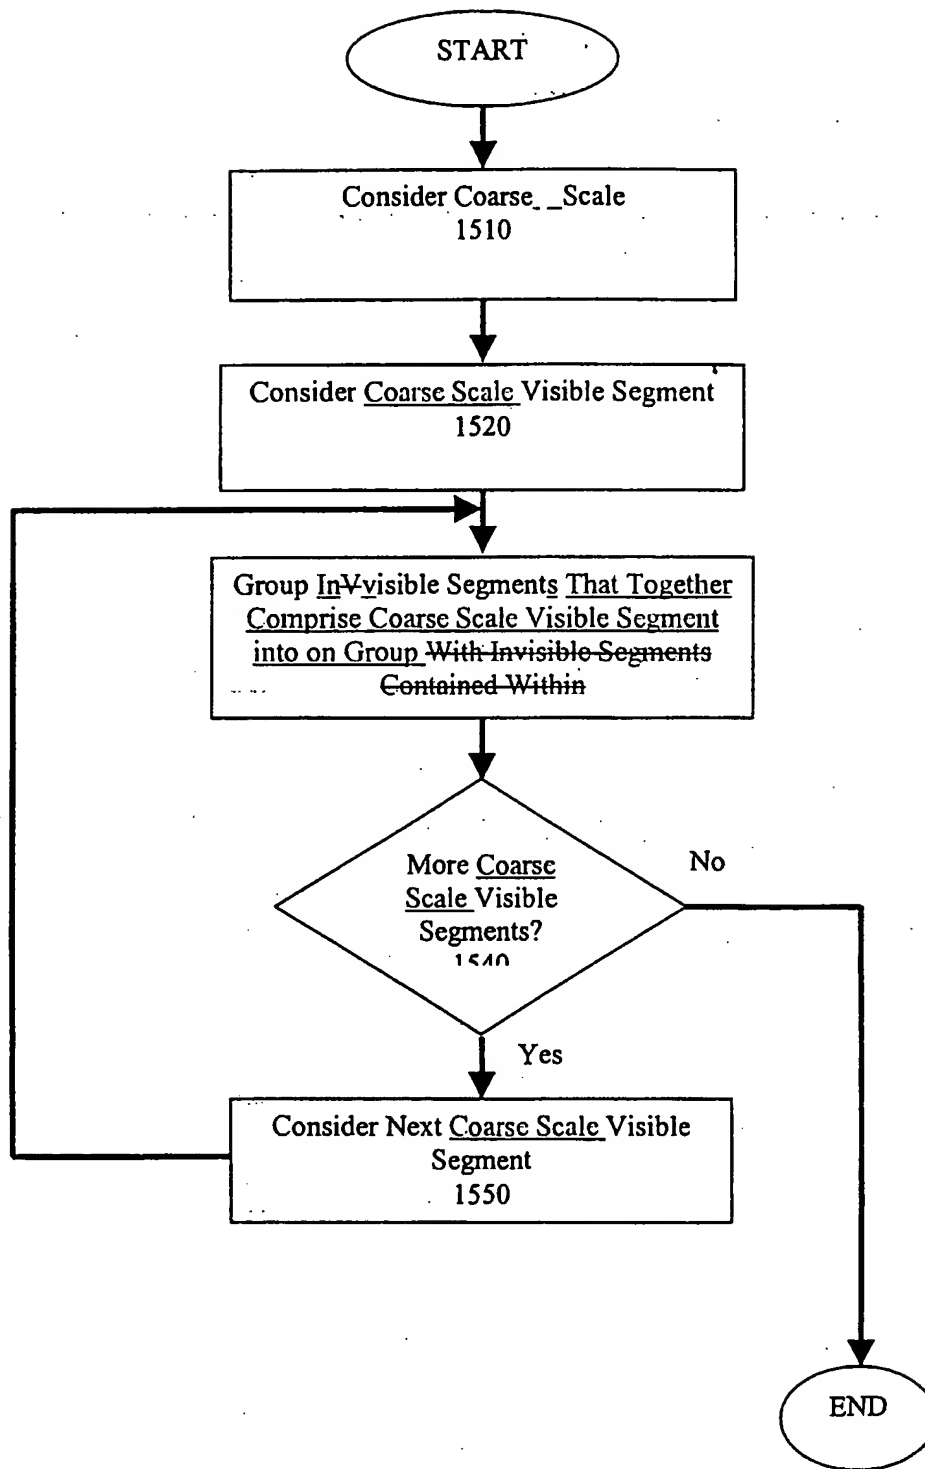 START
Consider Coarse_ _Scale
1510
Consider Coarse Scale Visible Segment
1520
Group InVvisible Segments That Together
Comprise Coarse Scale Visible Segment
into on Group With Invisible Segments
Contained Within
More Coarse
Scale Visible
Segments?
1540
No
Yes
Consider Next Coarse Scale Visible
Segment
1550
END